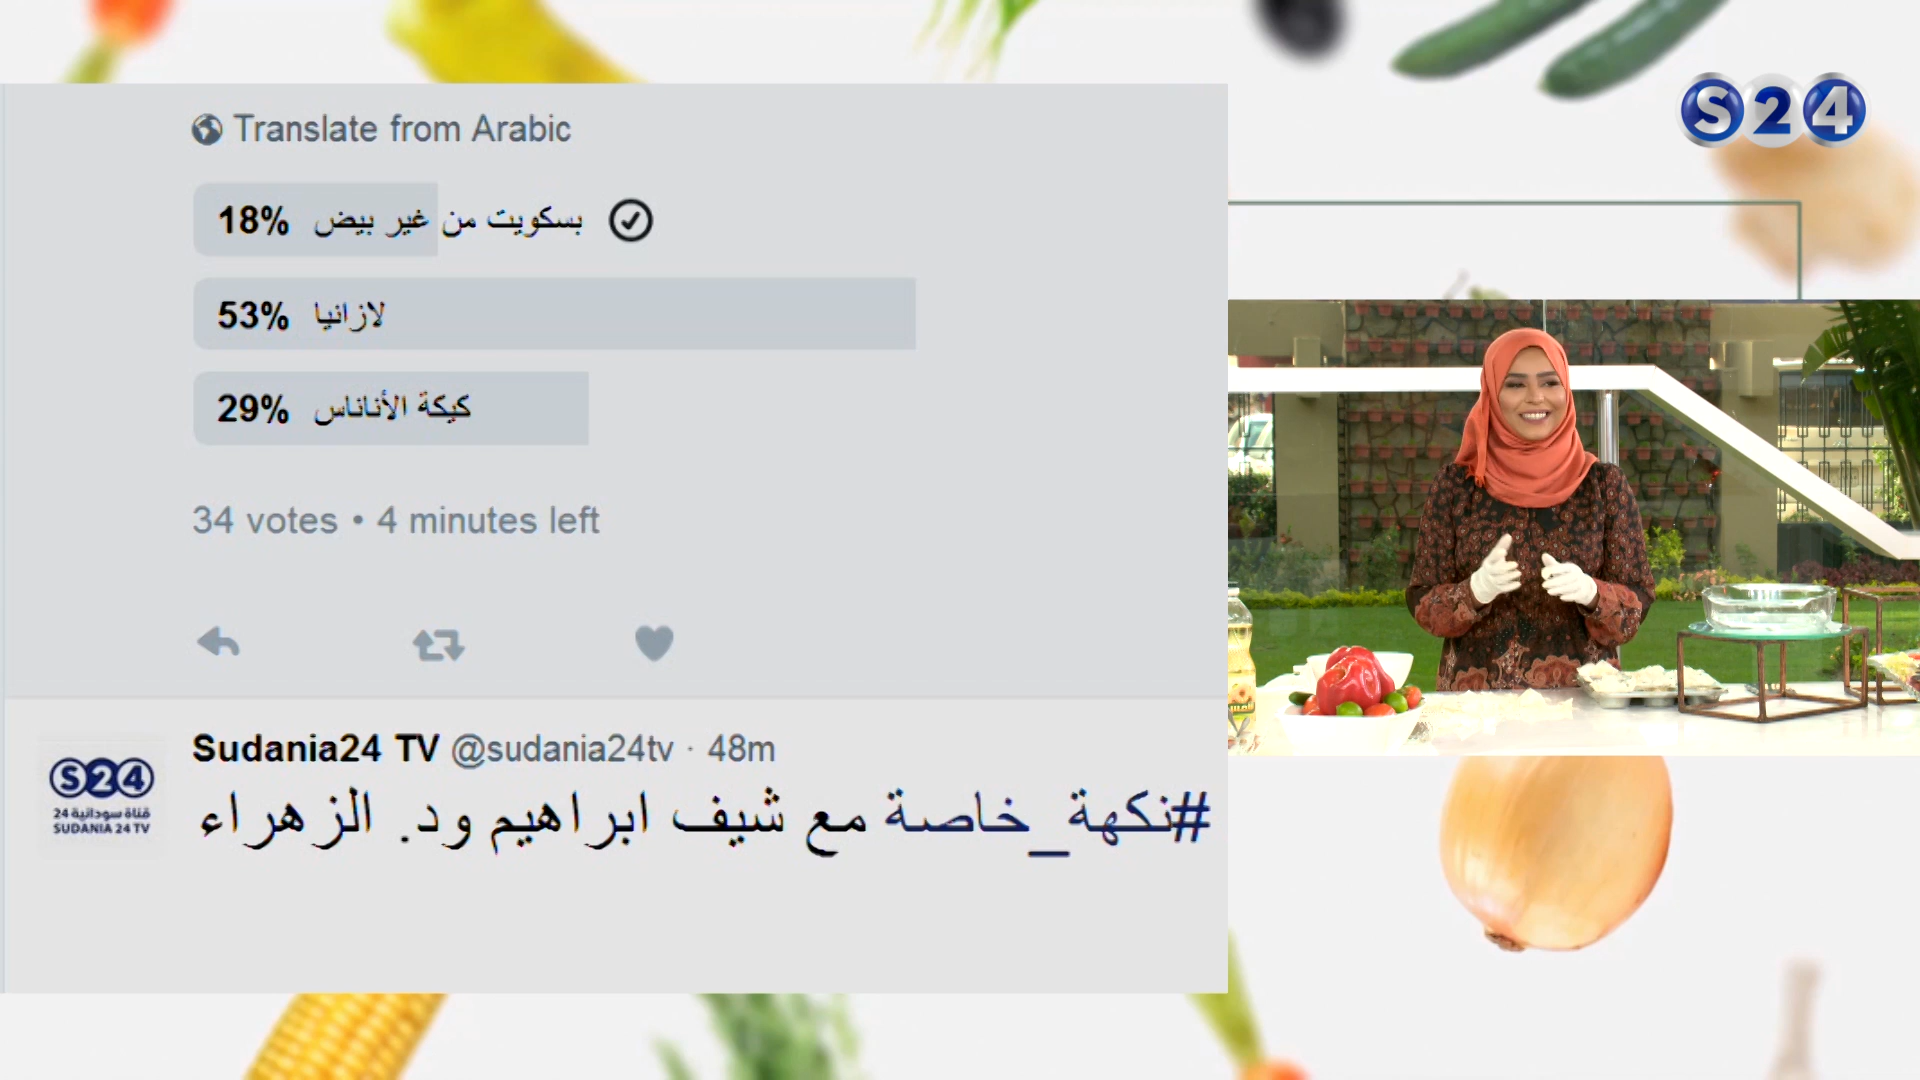 S24
Translate from Arabic
18% بسكويت من غير بيض
53% لازانيا
29% كيكة الأناناس
34 votes • 4 minutes left
Sudania24 TV @sudania24tv · 48m
#نكهة_خاصة مع شيف ابراهيم ود. الزهراء
S24
قناة سودانية 24
SUDANIA 24 TV